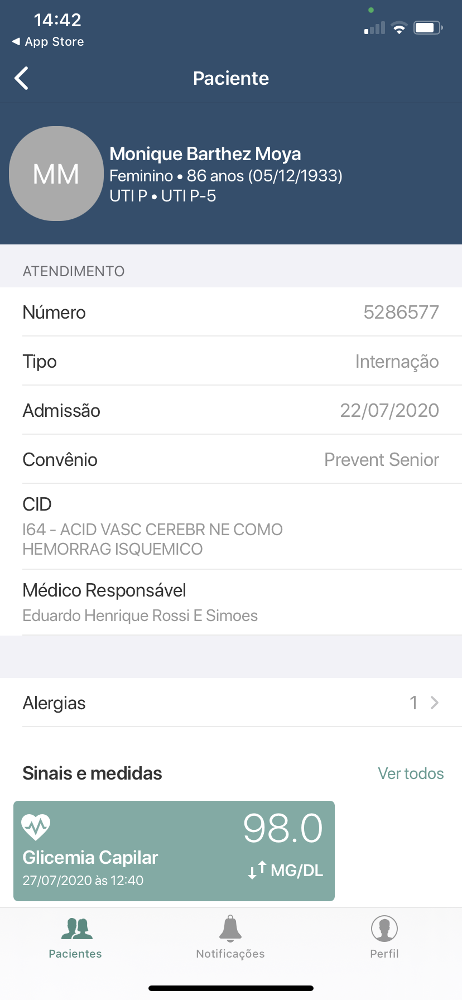 14:42
◀ App Store
Paciente
MM
Monique Barthez Moya
Feminino • 86 anos (05/12/1933)
UTI P • UTI P-5
ATENDIMENTO
Número 5286577
Tipo Internação
Admissão 22/07/2020
Convênio Prevent Senior
CID
I64 - ACID VASC CEREBR NE COMO
HEMORRAG ISQUEMICO
Médico Responsável
Eduardo Henrique Rossi E Simoes
Alergias 1
Sinais e medidas Ver todos
98.0
Glicemia Capilar
↓↑ MG/DL
27/07/2020 às 12:40
Pacientes Notificações Perfil